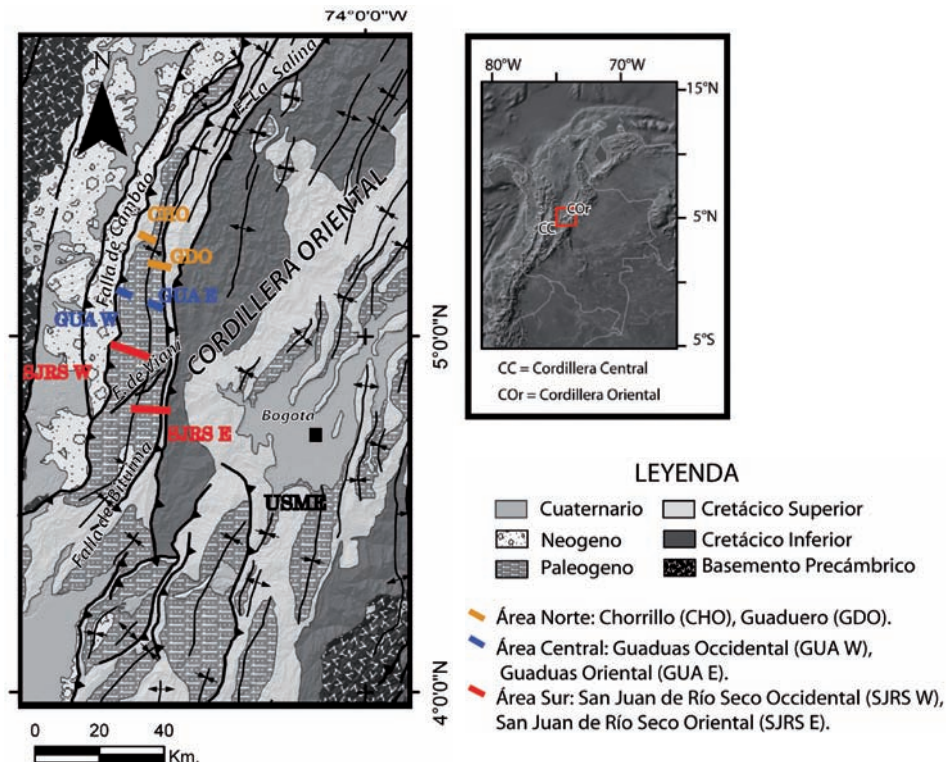 74°0'0"W
N
F. La Salina
Falla de Cambao
CHO
GDO
CORDILLERA ORIENTAL
GUA E
GUA W
5°0'0"N
SJRS W
F. de Vianí
SJRS E
Bogota
Falla de Bituima
USME
4°0'0"N
0 20 40
Km.
80°W 70°W
15°N
COr
CC
5°N
5°S
CC = Cordillera Central
COr = Cordillera Oriental
LEYENDA
Cuaternario Cretácico Superior
Neogeno Cretácico Inferior
Paleogeno Basemento Precámbrico
Área Norte: Chorrillo (CHO), Guaduero (GDO).
Área Central: Guaduas Occidental (GUA W),
Guaduas Oriental (GUA E).
Área Sur: San Juan de Río Seco Occidental (SJRS W),
San Juan de Río Seco Oriental (SJRS E).